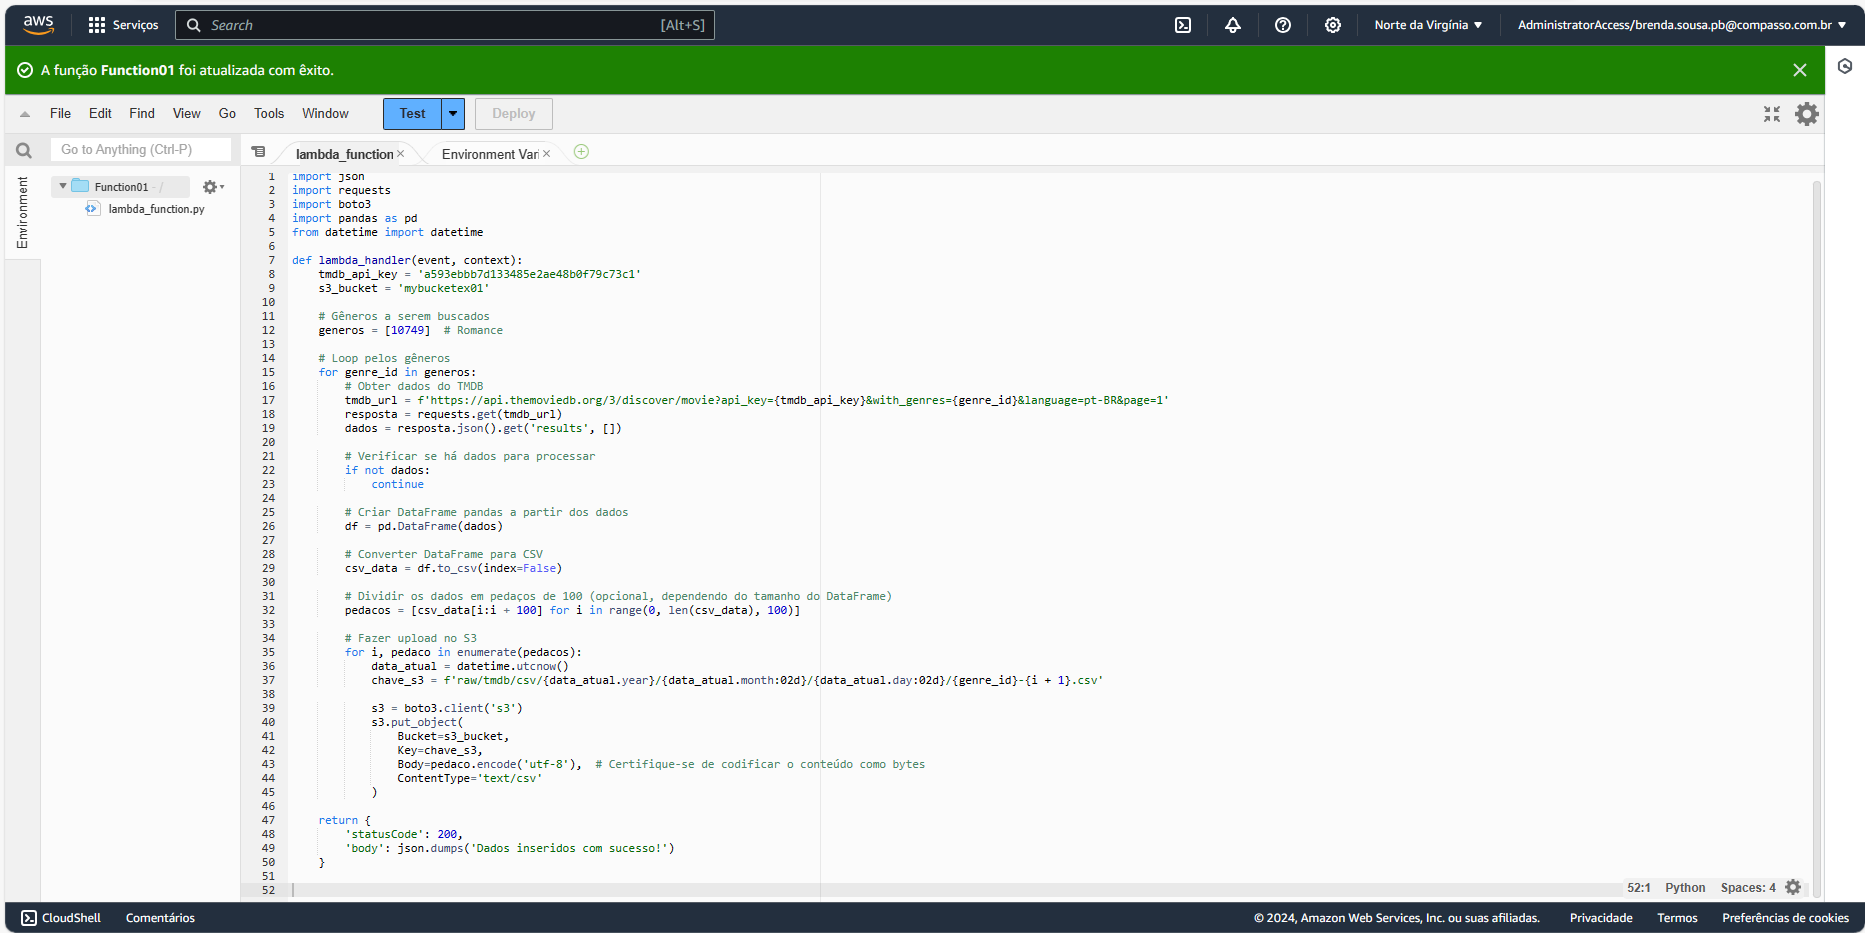 aws
Serviços
Search [Alt+S]
Norte da Virgínia
AdministratorAccess/brenda.sousa.pb@compasso.com.br
A função Function01 foi atualizada com êxito.
File Edit Find View Go Tools Window Test Deploy
Go to Anything (Ctrl-P)
lambda_function Environment Vari
Environment
Function01 - /
lambda_function.py
1 import json
2 import requests
3 import boto3
4 import pandas as pd
5 from datetime import datetime
6
7 def lambda_handler(event, context):
8     tmdb_api_key = 'a593ebbb7d133485e2ae48b0f79c73c1'
9     s3_bucket = 'mybucketex01'
10
11     # Gêneros a serem buscados
12     generos = [10749]  # Romance
13
14     # Loop pelos gêneros
15     for genre_id in generos:
16         # Obter dados do TMDB
17         tmdb_url = f'https://api.themoviedb.org/3/discover/movie?api_key={tmdb_api_key}&with_genres={genre_id}&language=pt-BR&page=1'
18         resposta = requests.get(tmdb_url)
19         dados = resposta.json().get('results', [])
20
21         # Verificar se há dados para processar
22         if not dados:
23             continue
24
25         # Criar DataFrame pandas a partir dos dados
26         df = pd.DataFrame(dados)
27
28         # Converter DataFrame para CSV
29         csv_data = df.to_csv(index=False)
30
31         # Dividir os dados em pedaços de 100 (opcional, dependendo do tamanho do DataFrame)
32         pedacos = [csv_data[i:i + 100] for i in range(0, len(csv_data), 100)]
33
34         # Fazer upload no S3
35         for i, pedaco in enumerate(pedacos):
36             data_atual = datetime.utcnow()
37             chave_s3 = f'raw/tmdb/csv/{data_atual.year}/{data_atual.month:02d}/{data_atual.day:02d}/{genre_id}-{i + 1}.csv'
38
39             s3 = boto3.client('s3')
40             s3.put_object(
41                 Bucket=s3_bucket,
42                 Key=chave_s3,
43                 Body=pedaco.encode('utf-8'),  # Certifique-se de codificar o conteúdo como bytes
44                 ContentType='text/csv'
45             )
46
47     return {
48         'statusCode': 200,
49         'body': json.dumps('Dados inseridos com sucesso!')
50     }
51
52
52:1 Python Spaces: 4
CloudShell Comentários © 2024, Amazon Web Services, Inc. ou suas afiliadas. Privacidade Termos Preferências de cookies